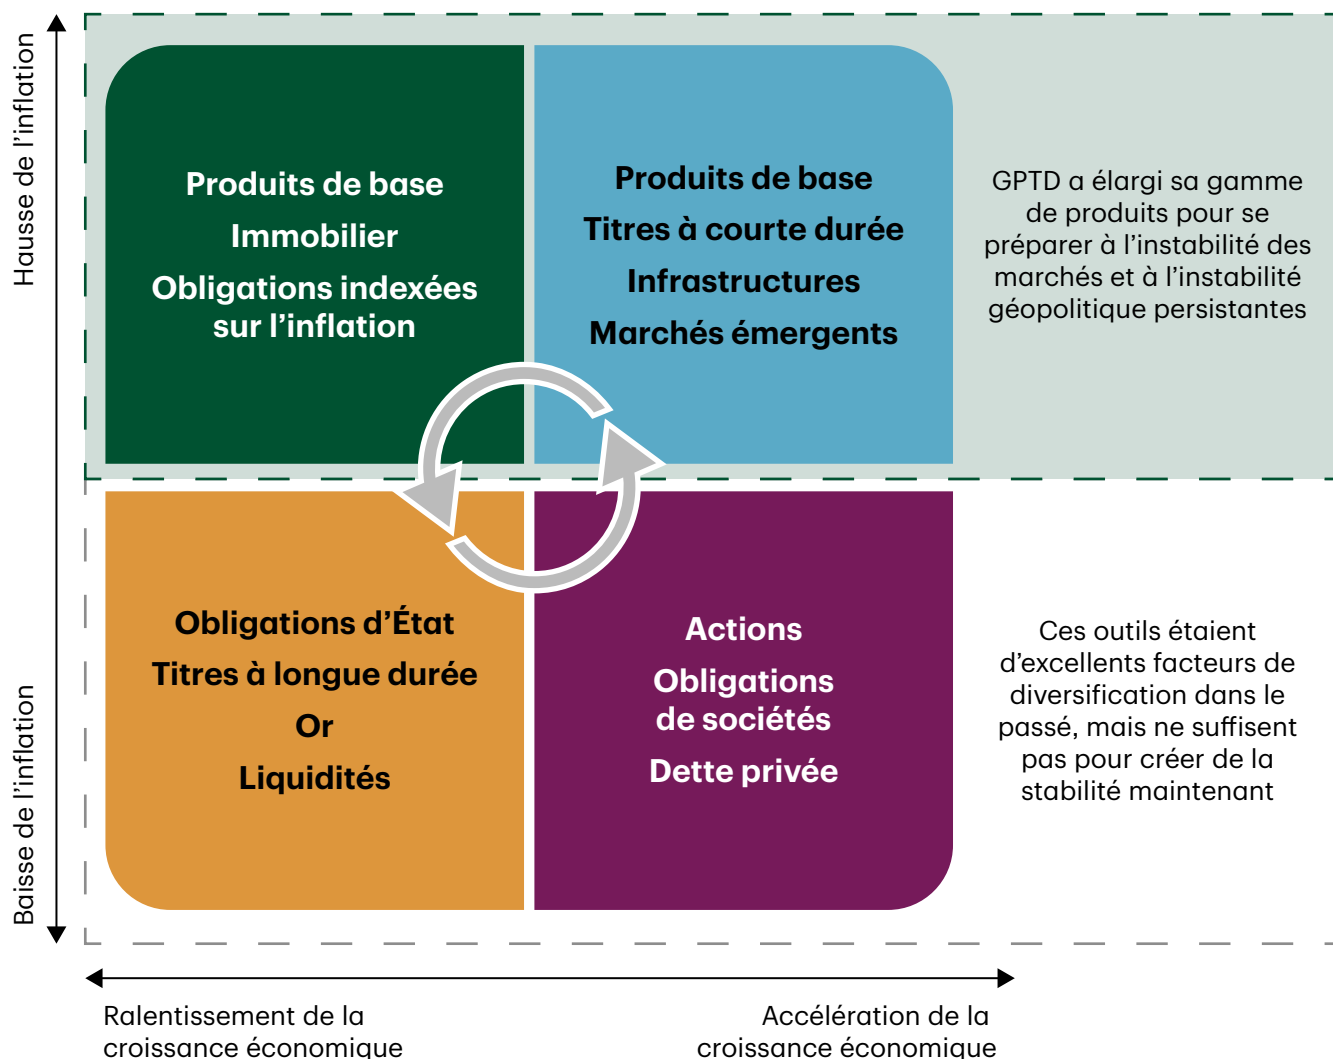 Hausse de l’inflation
Produits de base
Immobilier
Obligations indexées
sur l’inflation
Produits de base
Titres à courte durée
Infrastructures
Marchés émergents
GPTD a élargi sa gamme
de produits pour se
préparer à l’instabilité des
marchés et à l’instabilité
géopolitique persistantes
Baisse de l’inflation
Obligations d’État
Titres à longue durée
Or
Liquidités
Actions
Obligations
de sociétés
Dette privée
Ces outils étaient
d’excellents facteurs de
diversification dans le
passé, mais ne suffisent
pas pour créer de la
stabilité maintenant
Ralentissement de la
croissance économique
Accélération de la
croissance économique